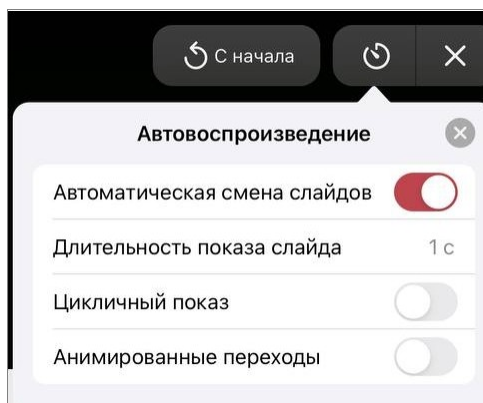 С начала
Автовоспроизведение
Автоматическая смена слайдов
Длительность показа слайда 1 с
Цикличный показ
Анимированные переходы